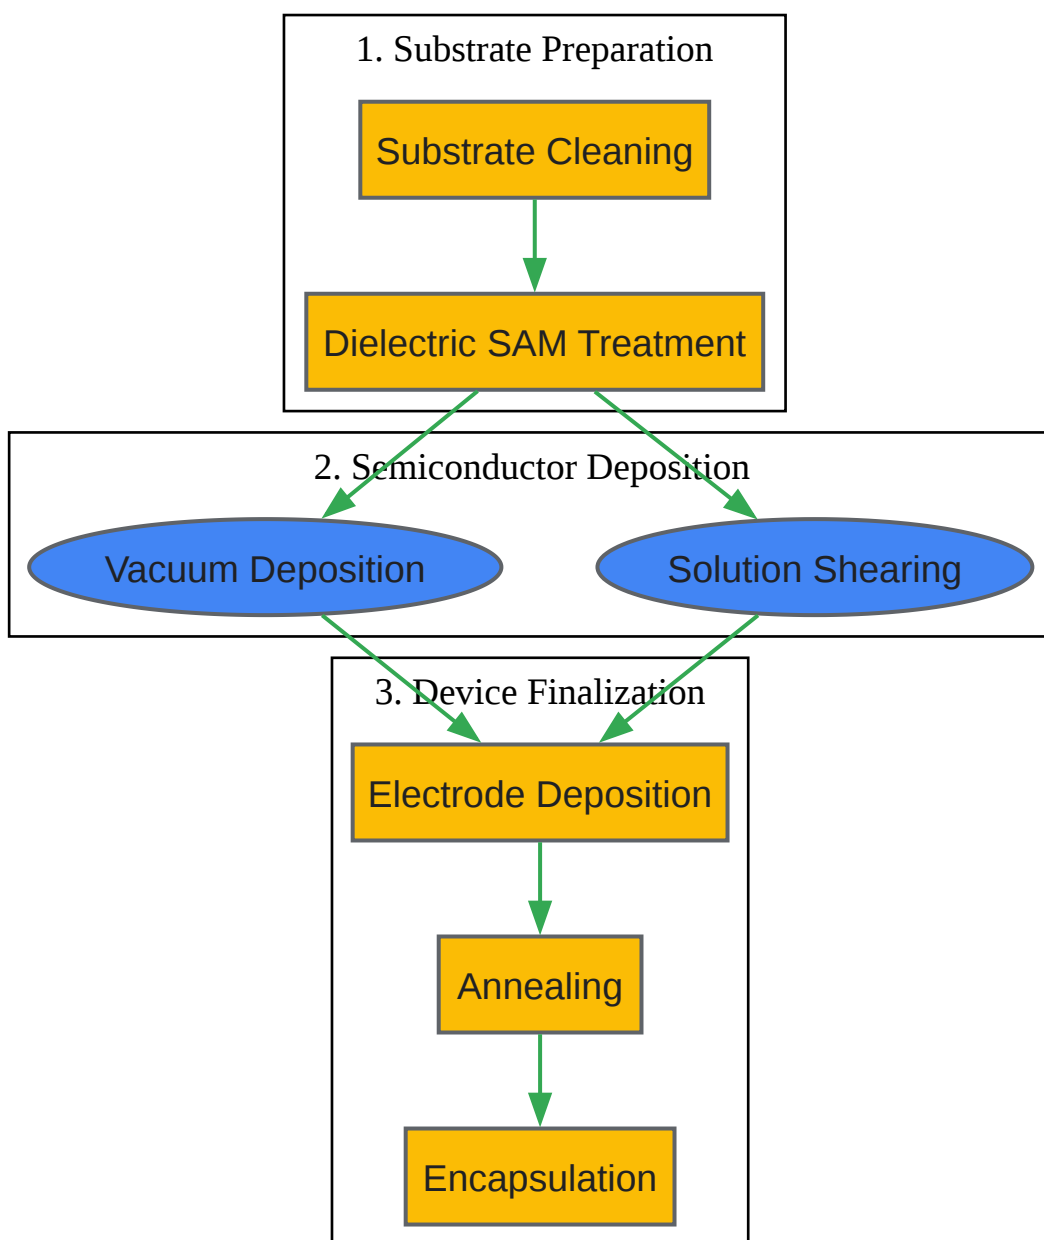 1. Substrate Preparation
Substrate Cleaning
Dielectric SAM Treatment
2. Semiconductor Deposition
Vacuum Deposition
Solution Shearing
3. Device Finalization
Electrode Deposition
Annealing
Encapsulation